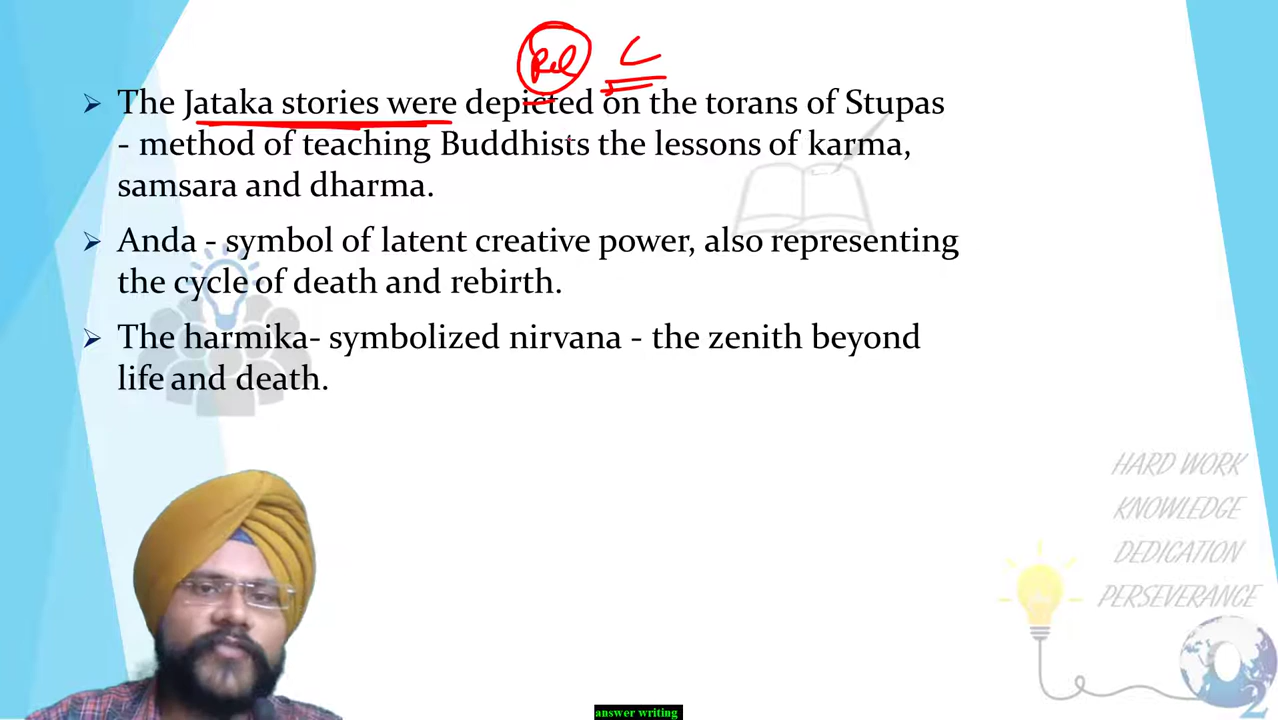 Rel C
➢ The Jataka stories were depicted on the torans of Stupas
- method of teaching Buddhists the lessons of karma,
samsara and dharma.
➢ Anda - symbol of latent creative power, also representing
the cycle of death and rebirth.
➢ The harmika- symbolized nirvana - the zenith beyond
life and death.
HARD WORK
KNOWLEDGE
DEDICATION
PERSEVERANCE
2
answer writing